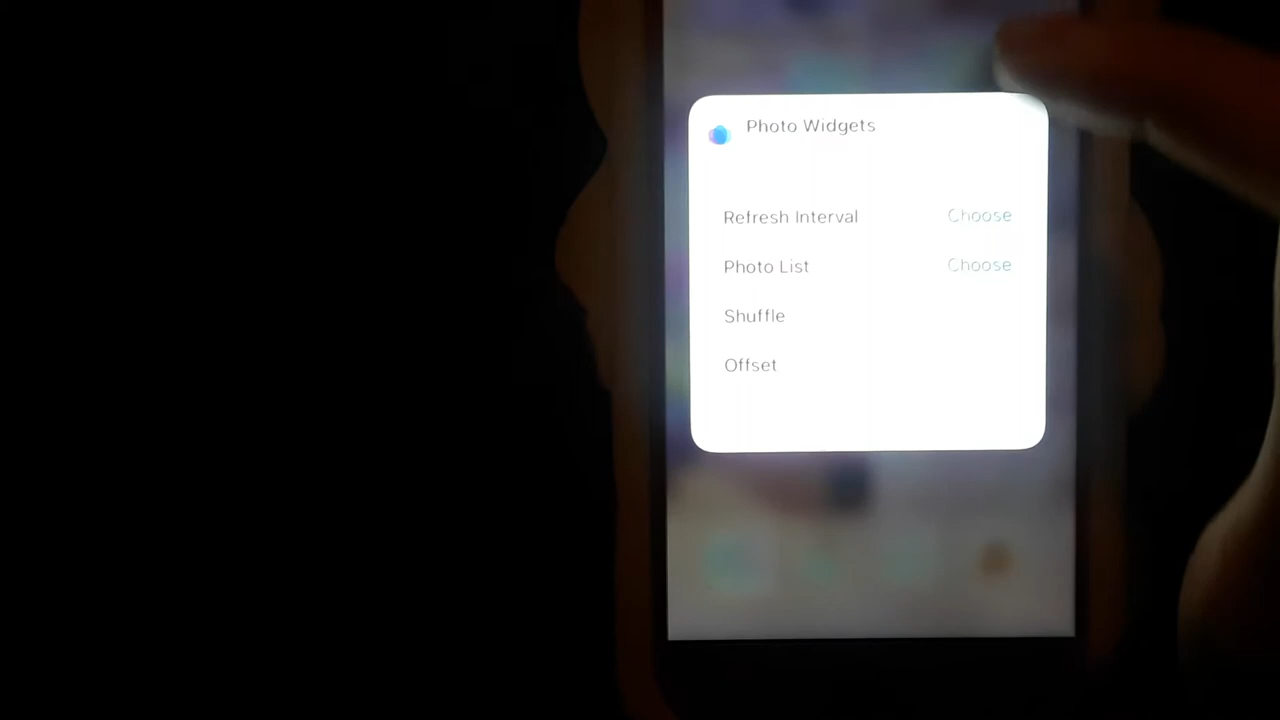 Photo Widgets
Refresh Interval Choose
Photo List Choose
Shuffle
Offset